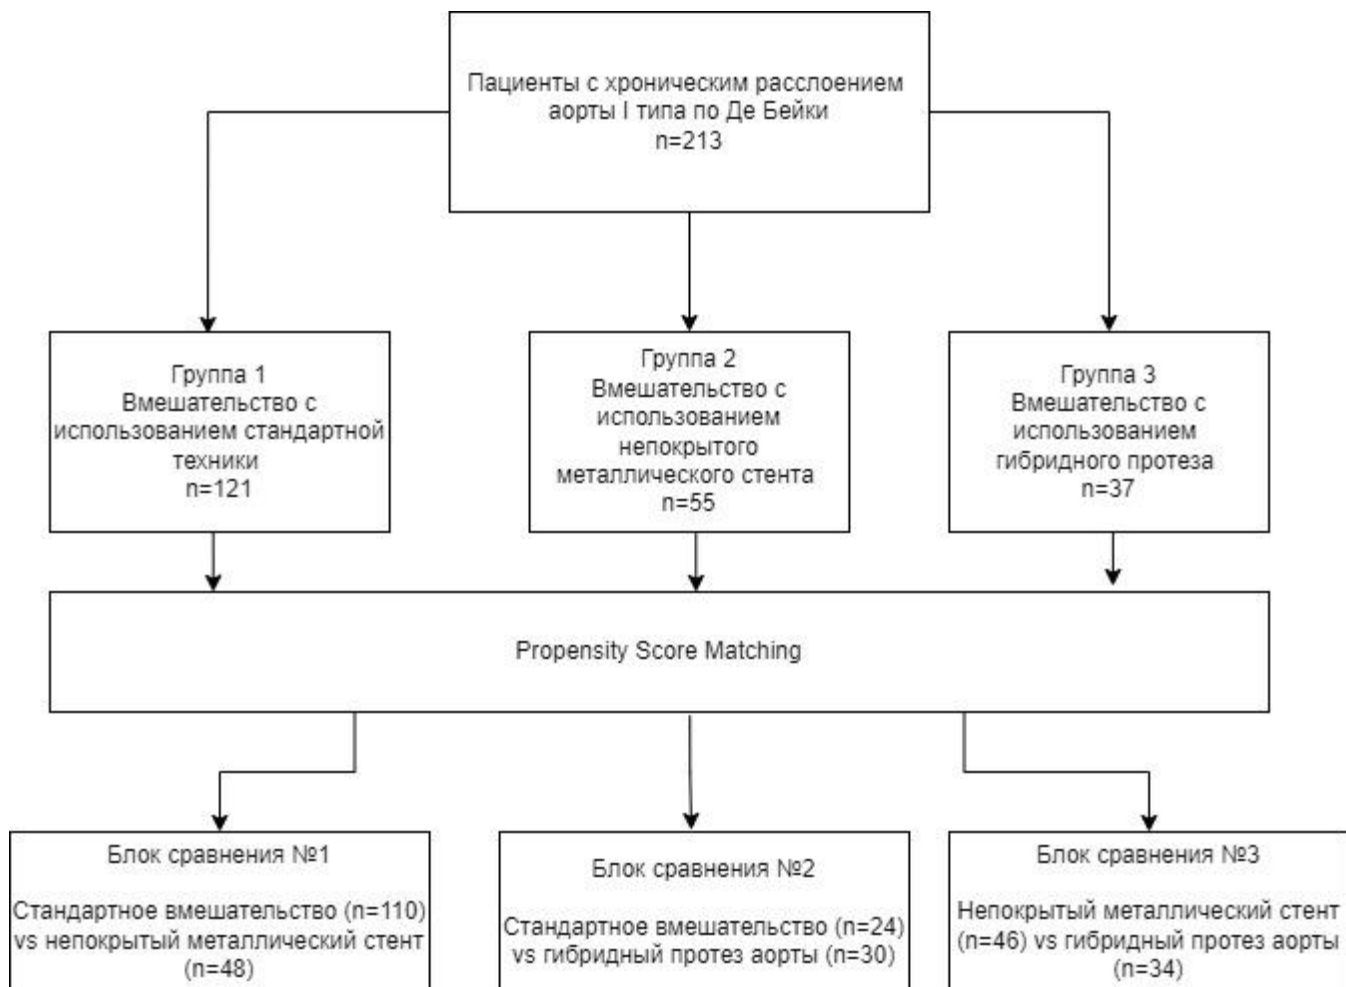 Пациенты с хроническим расслоением
аорты I типа по Де Бейки
n=213
Группа 1
Вмешательство с
использованием стандартной
техники
n=121
Группа 2
Вмешательство с
использованием
непокрытого
металлического стента
n=55
Группа 3
Вмешательство с
использованием
гибридного протеза
n=37
Propensity Score Matching
Блок сравнения №1
Стандартное вмешательство (n=110)
vs непокрытый металлический стент
(n=48)
Блок сравнения №2
Стандартное вмешательство (n=24)
vs гибридный протез аорты (n=30)
Блок сравнения №3
Непокрытый металлический стент
(n=46) vs гибридный протез аорты
(n=34)